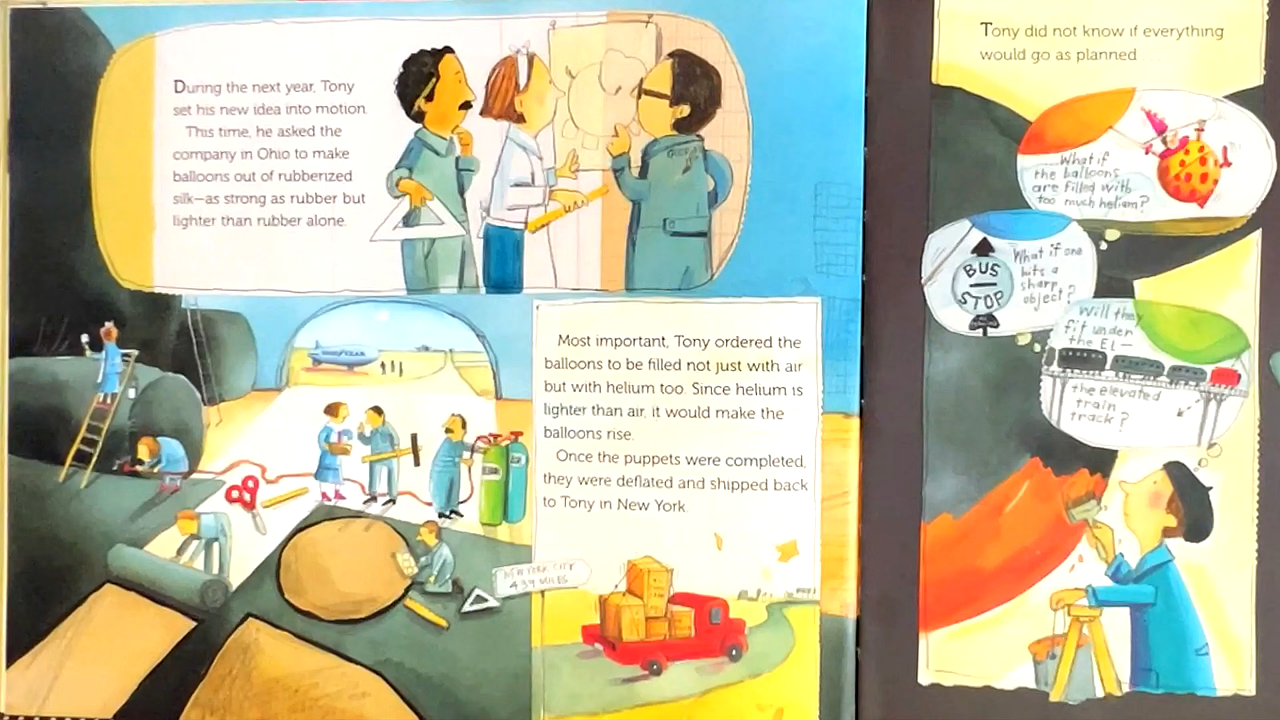 During the next year, Tony
set his new idea into motion.
This time, he asked the
company in Ohio to make
balloons out of rubberized
silk—as strong as rubber but
lighter than rubber alone.
GOODYEAR
Most important, Tony ordered the
balloons to be filled not just with air
but with helium too. Since helium is
lighter than air, it would make the
balloons rise.
Once the puppets were completed,
they were deflated and shipped back
to Tony in New York.
NEW YORK CITY
439 MILES
Tony did not know if everything
would go as planned.
What if
the balloons
are filled with
too much helium?
What if one
hits a
sharp
object?
BUS
STOP
Will they
fit under
the EL—
the elevated
train
track?